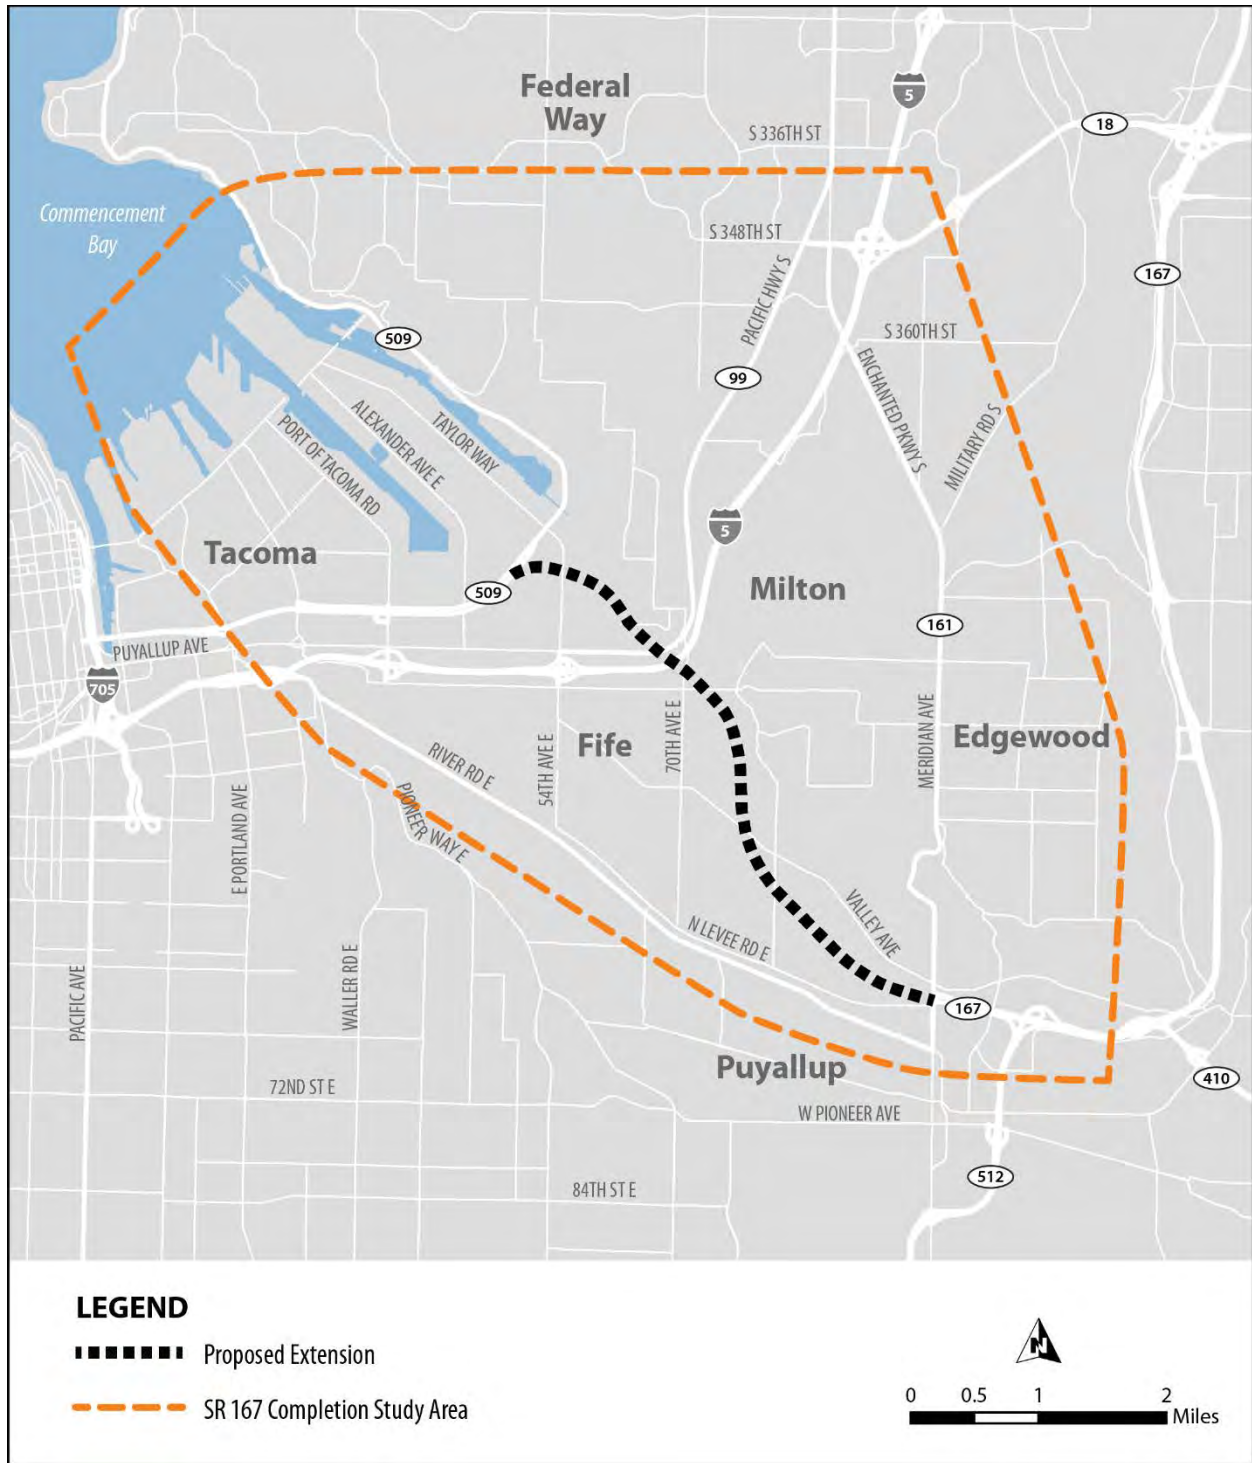 Federal
Way
5
18
S 336TH ST
Commencement
Bay
S 348TH ST
167
PACIFIC HWY S
S 360TH ST
509
99
ENCHANTED PKWY S
MILITARY RD S
TAYLOR WAY
ALEXANDER AVE E
PORT OF TACOMA RD
5
Tacoma
509
Milton
161
PUYALLUP AVE
705
RIVER RD E
Fife
54TH AVE E
70TH AVE E
MERIDIAN AVE
Edgewood
E PORTLAND AVE
PIONEER WAY E
VALLEY AVE
N LEVEE RD E
WALLER RD E
PACIFIC AVE
167
Puyallup
410
72ND ST E
W PIONEER AVE
512
84TH ST E
LEGEND
Proposed Extension
SR 167 Completion Study Area
N
0 0.5 1 2
Miles